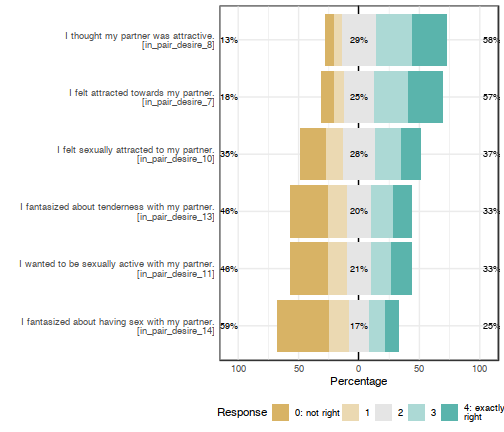 I thought my partner was attractive.
[in_pair_desire_8]
13%
29%
58%
I felt attracted towards my partner.
[in_pair_desire_7]
18%
25%
57%
I felt sexually attracted to my partner.
[in_pair_desire_10]
35%
28%
37%
I fantasized about tenderness with my partner.
[in_pair_desire_13]
46%
20%
33%
I wanted to be sexually active with my partner.
[in_pair_desire_11]
46%
21%
33%
I fantasized about having sex with my partner.
[in_pair_desire_14]
59%
17%
25%
100 50 0 50 100
Percentage
Response 0: not right 1 2 3 4: exactly
right